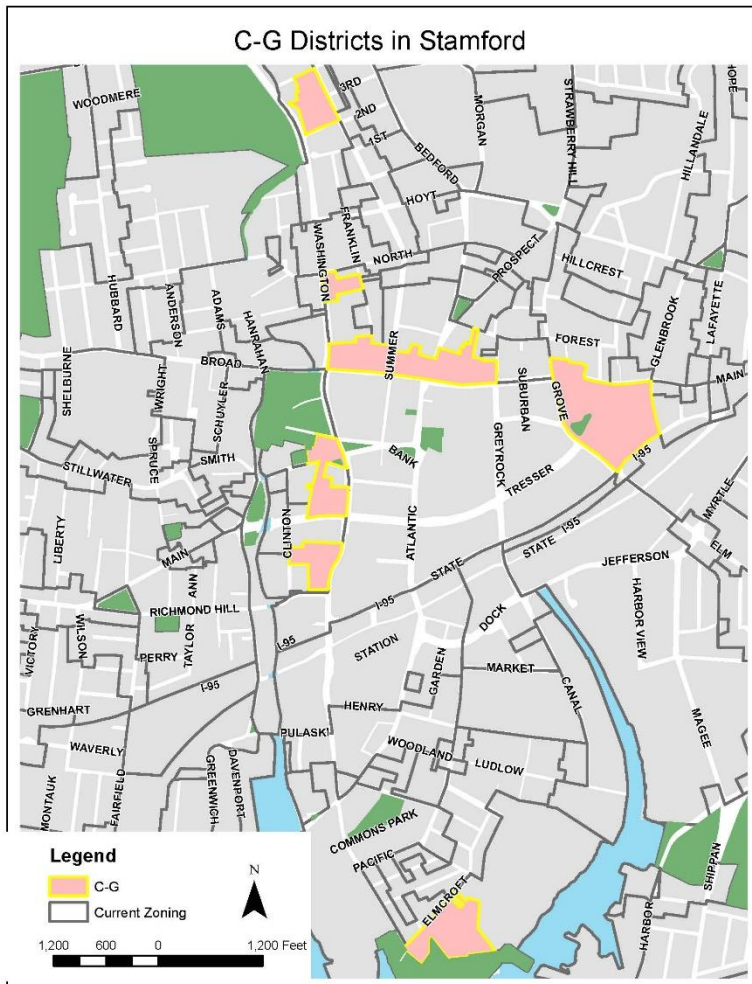 C-G Districts in Stamford
WOODMERE
3RD
2ND
1ST
BEDFORD
MORGAN
STRAWBERRY HILL
HOPE
HILLANDALE
HOYT
FRANKLIN
WASHINGTON
NORTH
PROSPECT
HILLCREST
HUBBARD
ANDERSON
ADAMS
HANRAHAN
GLENBROOK
LAFAYETTE
SHELBURNE
BROAD
WRIGHT
SCHUYLER
SUMMER
SUBURBAN
FOREST
GROVE
MAIN
STILLWATER
SPRUCE
SMITH
BANK
GREYROCK
TRESSER
I-95
LIBERTY
MAIN
CLINTON
ATLANTIC
STATE
I-95
STATE
MYRTLE
ELM
ANN
JEFFERSON
RICHMOND HILL
I-95
DOCK
HARBOR VIEW
VICTORY
WILSON
PERRY
TAYLOR
I-95
I-95
STATION
GARDEN
MARKET
CANAL
GRENHART
HENRY
MAGEE
WAVERLY
PULASKI
WOODLAND
LUDLOW
MONTAUK
FAIRFIELD
GREENWICH
DAVENPORT
COMMONS PARK
PACIFIC
ELMCROFT
SHIPPAN
HARBOR
Legend
C-G
Current Zoning
N
1,200 600 0 1,200 Feet